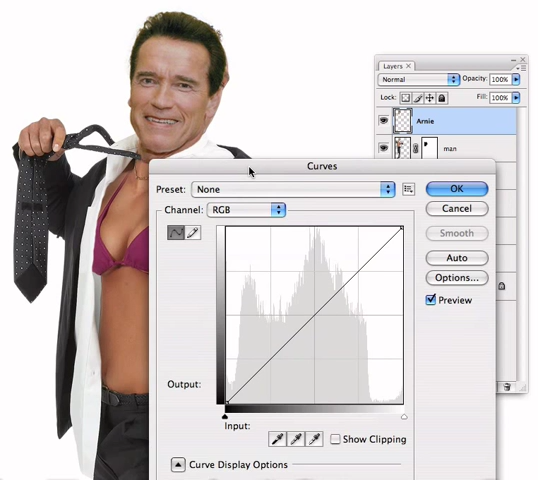 Layers ×
Normal Opacity: 100%
Lock: Fill: 100%
Arnie
man
Curves
Preset: None OK
Channel: RGB Cancel
Smooth
Auto
Options...
Preview
Output:
Input:
Show Clipping
Curve Display Options